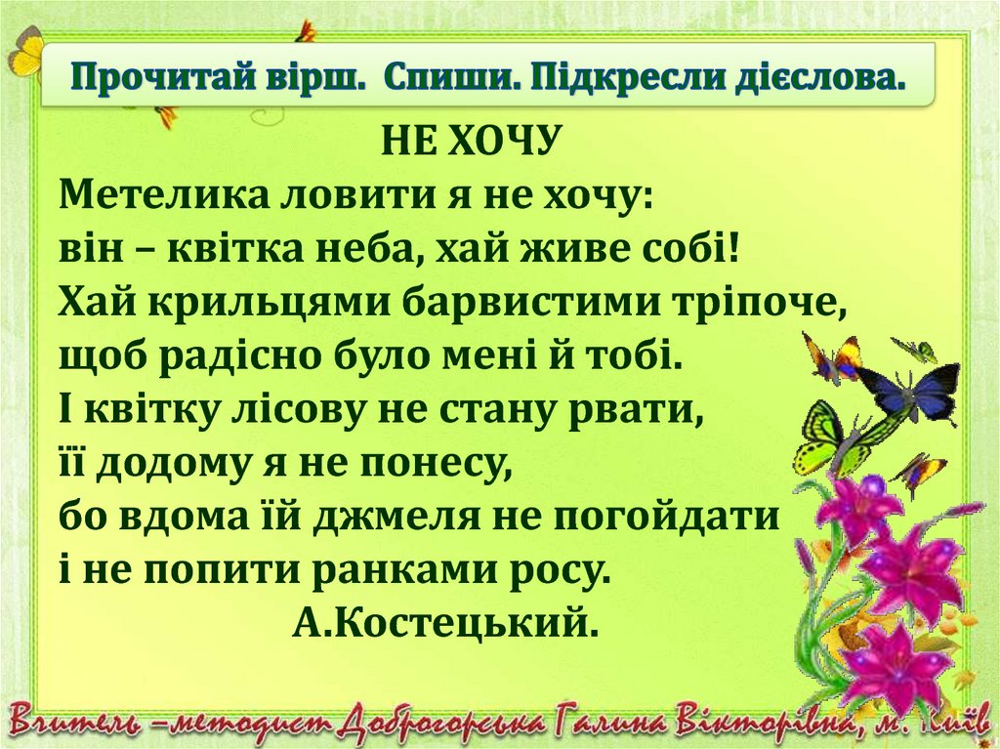 Прочитай вірш.  Спиши. Підкресли дієслова.
НЕ ХОЧУ
Метелика ловити я не хочу:
він – квітка неба, хай живе собі!
Хай крильцями барвистими тріпоче,
щоб радісно було мені й тобі.
І квітку лісову не стану рвати,
її додому я не понесу,
бо вдома їй джмеля не погойдати
і не попити ранками росу.
А.Костецький.
Вчитель –методист Доброгорська Галина Вікторівна, м. Київ